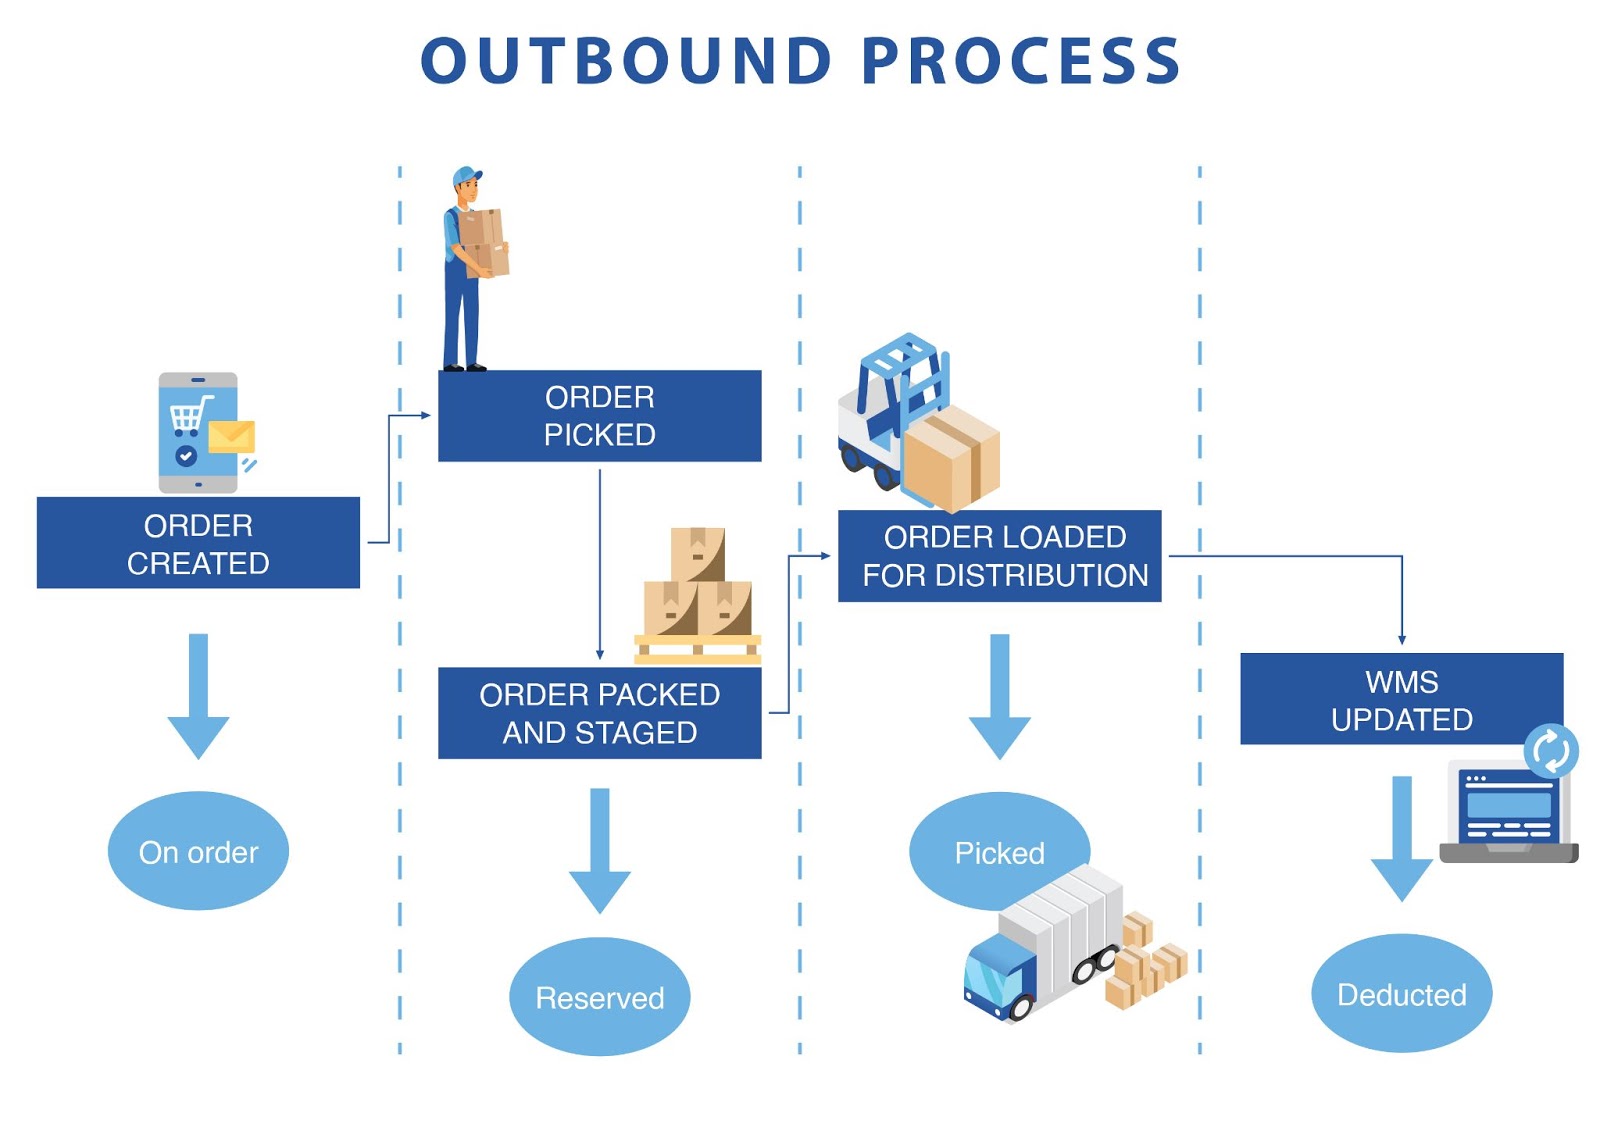 OUTBOUND PROCESS
ORDER
CREATED
On order
ORDER
PICKED
ORDER PACKED
AND STAGED
Reserved
ORDER LOADED
FOR DISTRIBUTION
Picked
WMS
UPDATED
Deducted